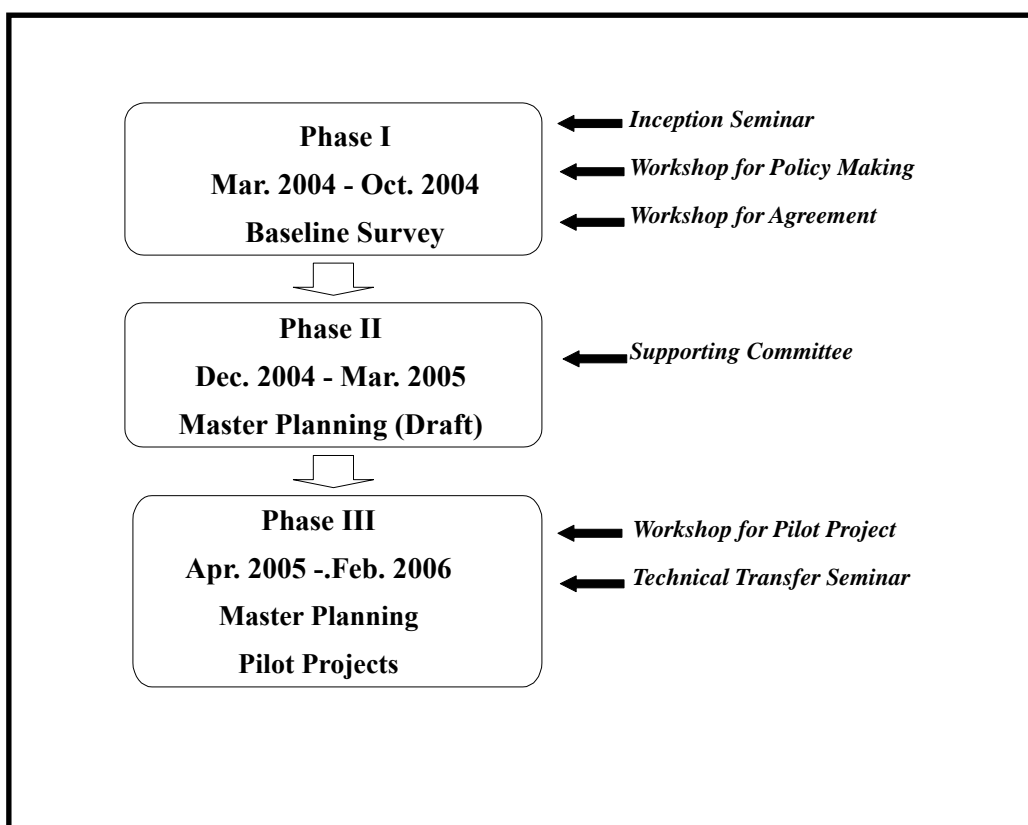 Phase I
Mar. 2004 - Oct. 2004
Baseline Survey
Inception Seminar
Workshop for Policy Making
Workshop for Agreement
Phase II
Dec. 2004 - Mar. 2005
Master Planning (Draft)
Supporting Committee
Phase III
Apr. 2005 -.Feb. 2006
Master Planning
Pilot Projects
Workshop for Pilot Project
Technical Transfer Seminar